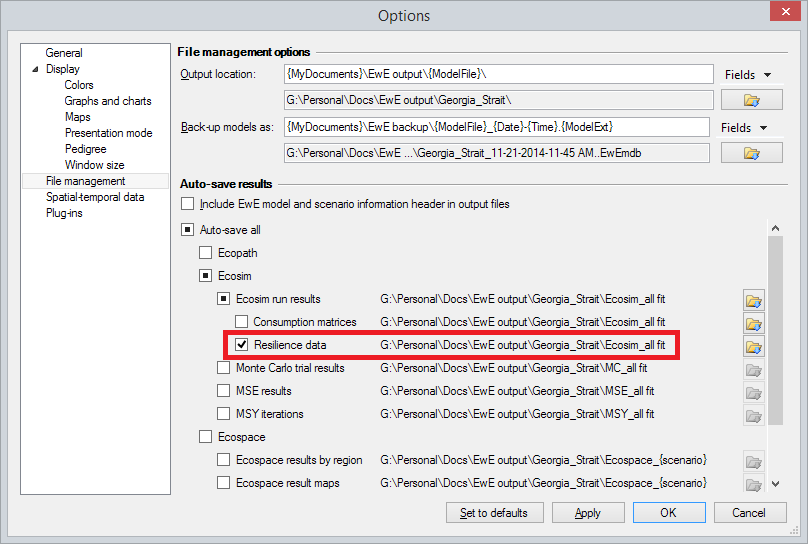 Options
General
Display
Colors
Graphs and charts
Maps
Presentation mode
Pedigree
Window size
File management
Spatial-temporal data
Plug-ins
File management options
Output location: {MyDocuments}\EwE output\{ModelFile}\ Fields
G:\Personal\Docs\EwE output\Georgia_Strait\
Back-up models as: {MyDocuments}\EwE backup\{ModelFile}_{Date}-{Time}.{ModelExt} Fields
G:\Personal\Docs\EwE ...\Georgia_Strait_11-21-2014-11-45 AM..EwEmdb
Auto-save results
Include EwE model and scenario information header in output files
Auto-save all
Ecopath
Ecosim
Ecosim run results G:\Personal\Docs\EwE output\Georgia_Strait\Ecosim_all fit
Consumption matrices G:\Personal\Docs\EwE output\Georgia_Strait\Ecosim_all fit
Resilience data G:\Personal\Docs\EwE output\Georgia_Strait\Ecosim_all fit
Monte Carlo trial results G:\Personal\Docs\EwE output\Georgia_Strait\MC_all fit
MSE results G:\Personal\Docs\EwE output\Georgia_Strait\MSE_all fit
MSY iterations G:\Personal\Docs\EwE output\Georgia_Strait\MSY_all fit
Ecospace
Ecospace results by region G:\Personal\Docs\EwE output\Georgia_Strait\Ecospace_{scenario}
Ecospace result maps G:\Personal\Docs\EwE output\Georgia_Strait\Ecospace_{scenario}
Set to defaults Apply OK Cancel